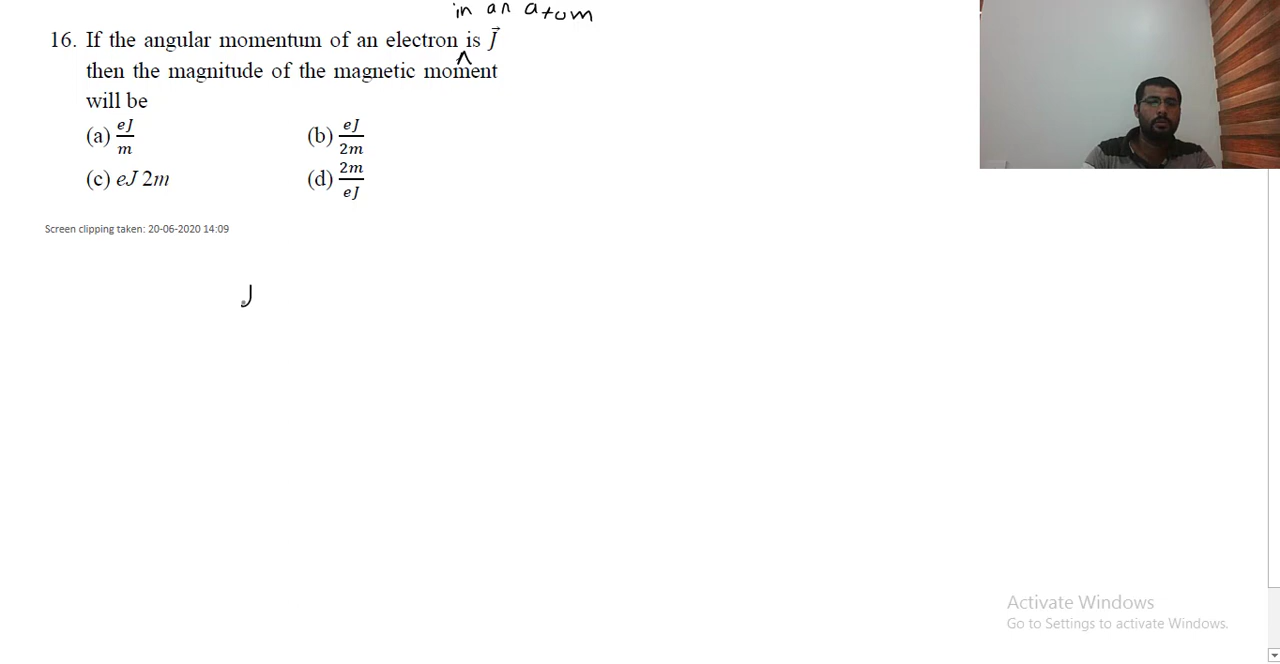 in an atom
16. If the angular momentum of an electron is J⃗
then the magnitude of the magnetic moment
will be
(a) eJ/m (b) eJ/2m
(c) eJ 2m (d) 2m/eJ
Screen clipping taken: 20-06-2020 14:09
J
Activate Windows
Go to Settings to activate Windows.